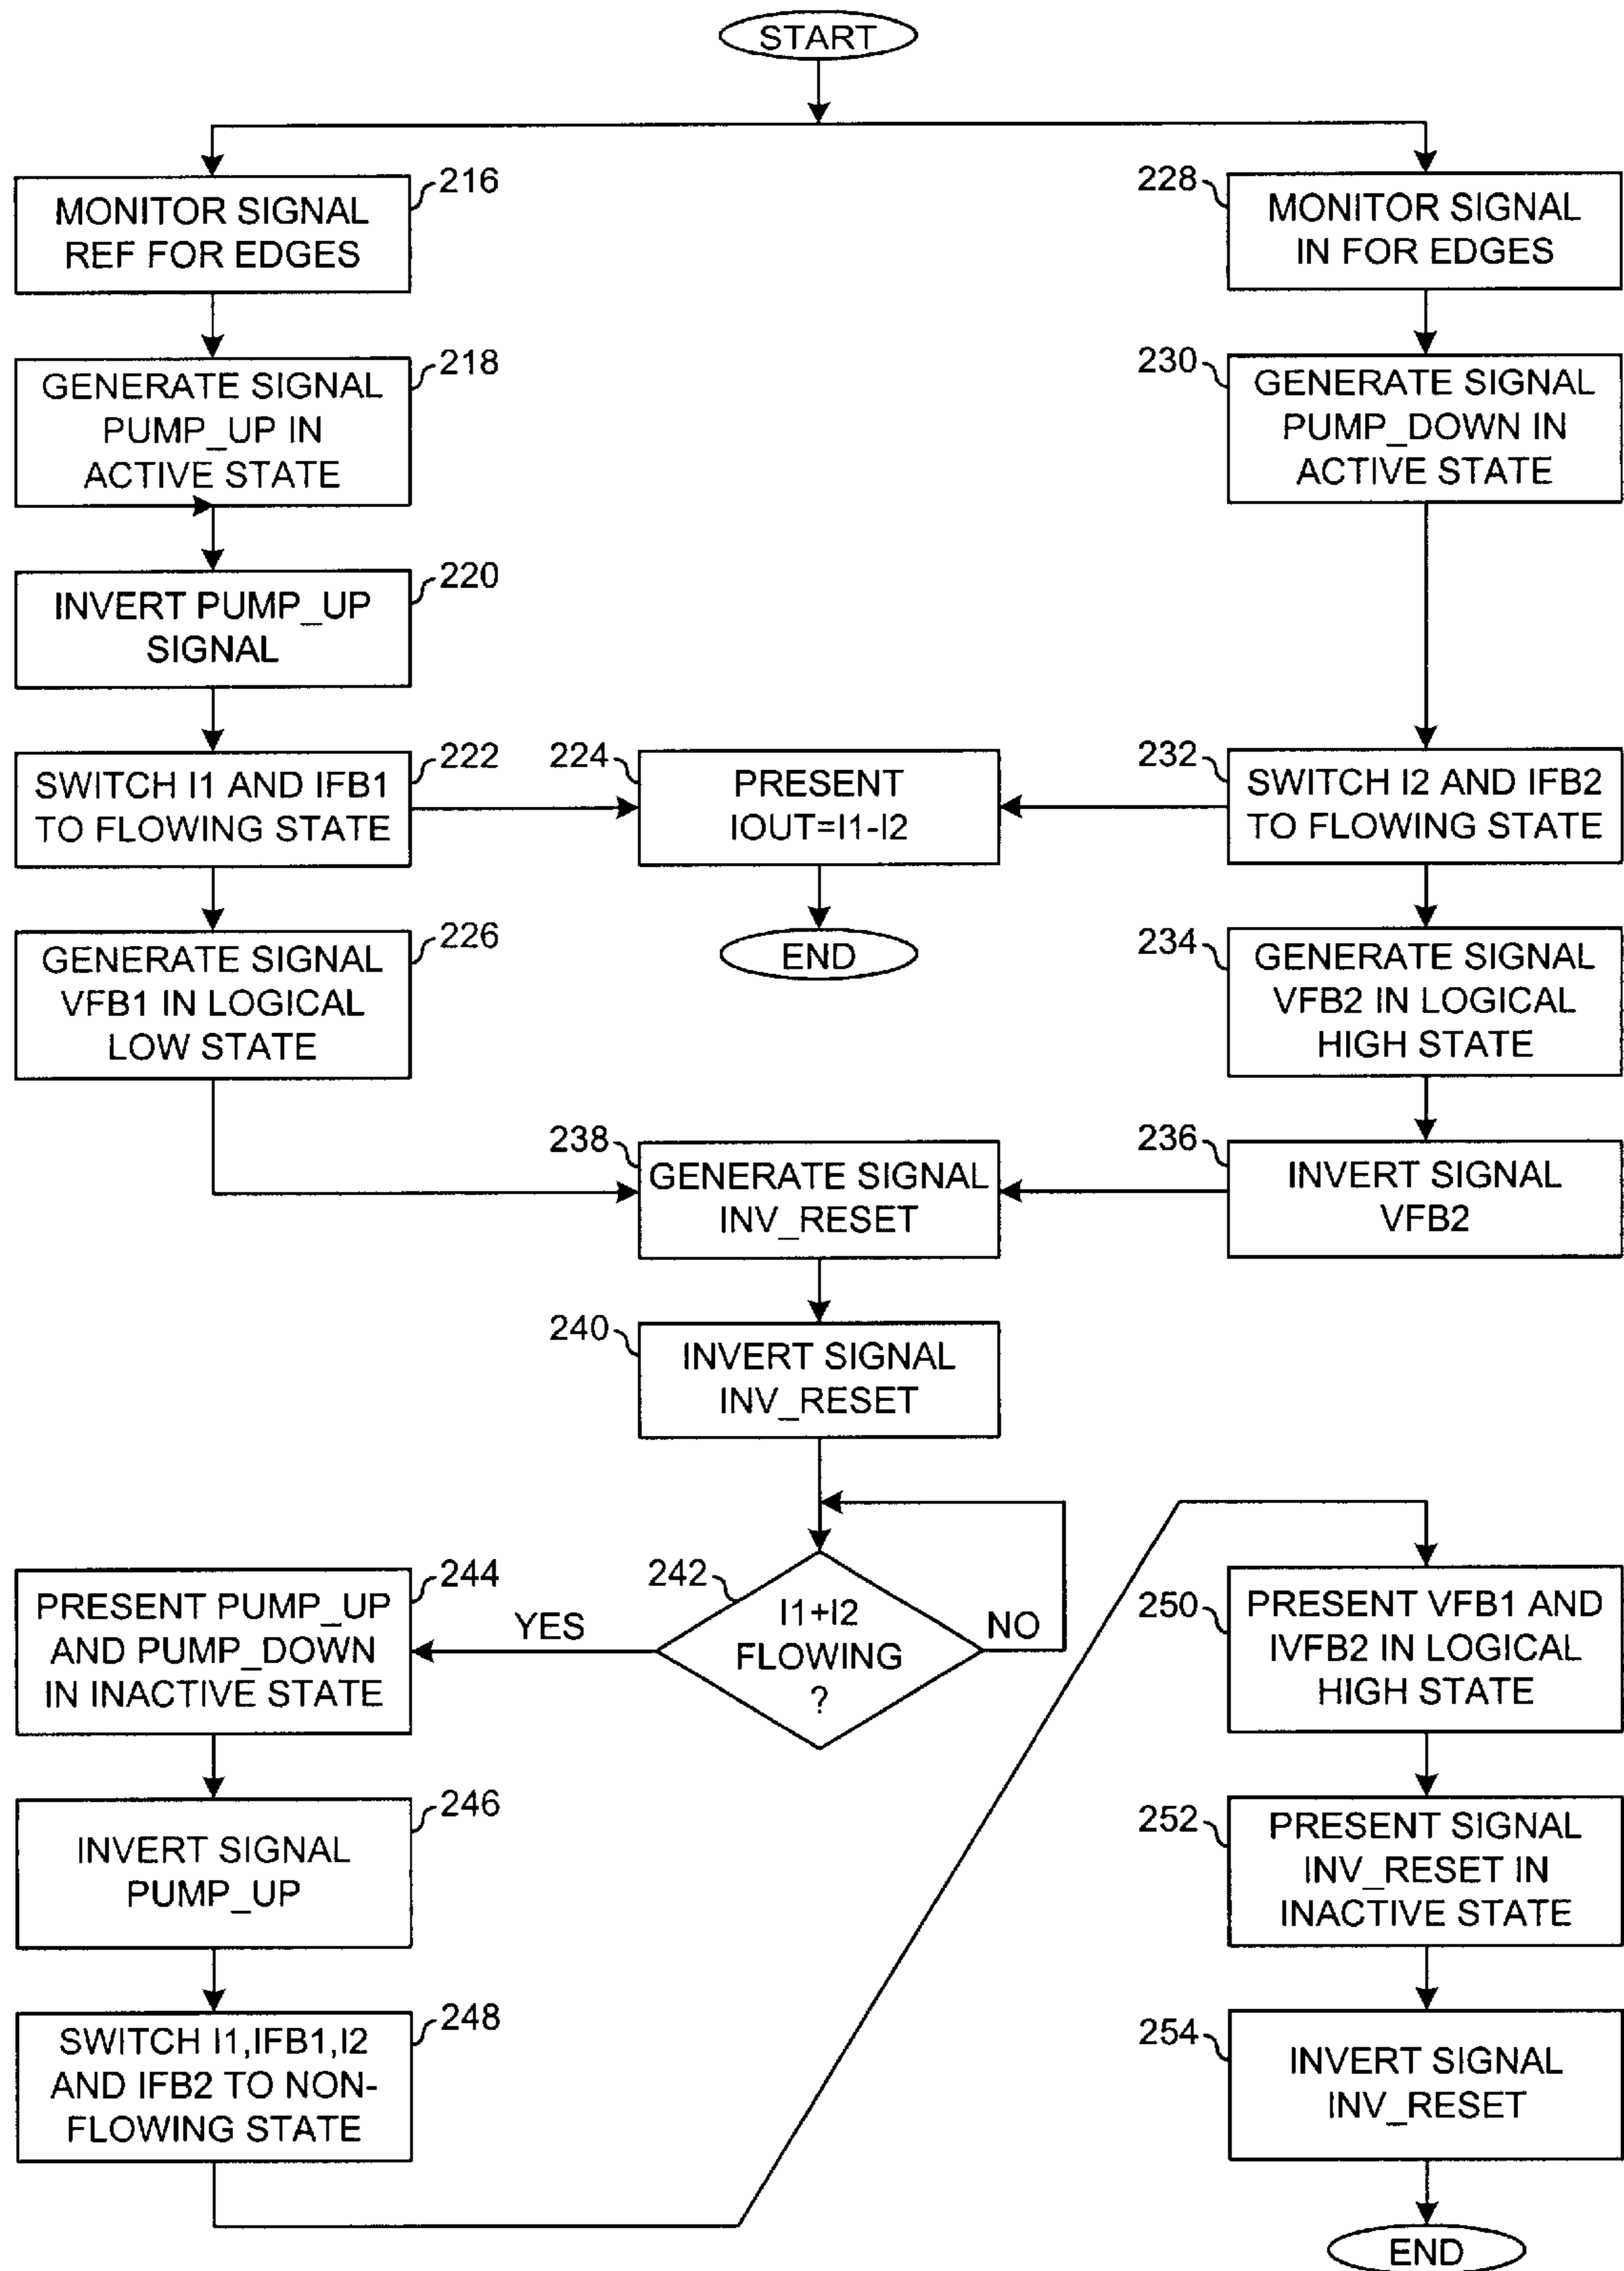 START
216
MONITOR SIGNAL
REF FOR EDGES
228
MONITOR SIGNAL
IN FOR EDGES
218
GENERATE SIGNAL
PUMP_UP IN
ACTIVE STATE
230
GENERATE SIGNAL
PUMP_DOWN IN
ACTIVE STATE
220
INVERT PUMP_UP
SIGNAL
222
SWITCH I1 AND IFB1
TO FLOWING STATE
224
PRESENT
IOUT=I1-I2
232
SWITCH I2 AND IFB2
TO FLOWING STATE
226
GENERATE SIGNAL
VFB1 IN LOGICAL
LOW STATE
END
234
GENERATE SIGNAL
VFB2 IN LOGICAL
HIGH STATE
238
GENERATE SIGNAL
INV_RESET
236
INVERT SIGNAL
VFB2
240
INVERT SIGNAL
INV_RESET
244
PRESENT PUMP_UP
AND PUMP_DOWN
IN INACTIVE STATE
YES
242
I1+I2
FLOWING
?
NO
250
PRESENT VFB1 AND
IVFB2 IN LOGICAL
HIGH STATE
246
INVERT SIGNAL
PUMP_UP
252
PRESENT SIGNAL
INV_RESET IN
INACTIVE STATE
248
SWITCH I1,IFB1,I2
AND IFB2 TO NON-
FLOWING STATE
254
INVERT SIGNAL
INV_RESET
END